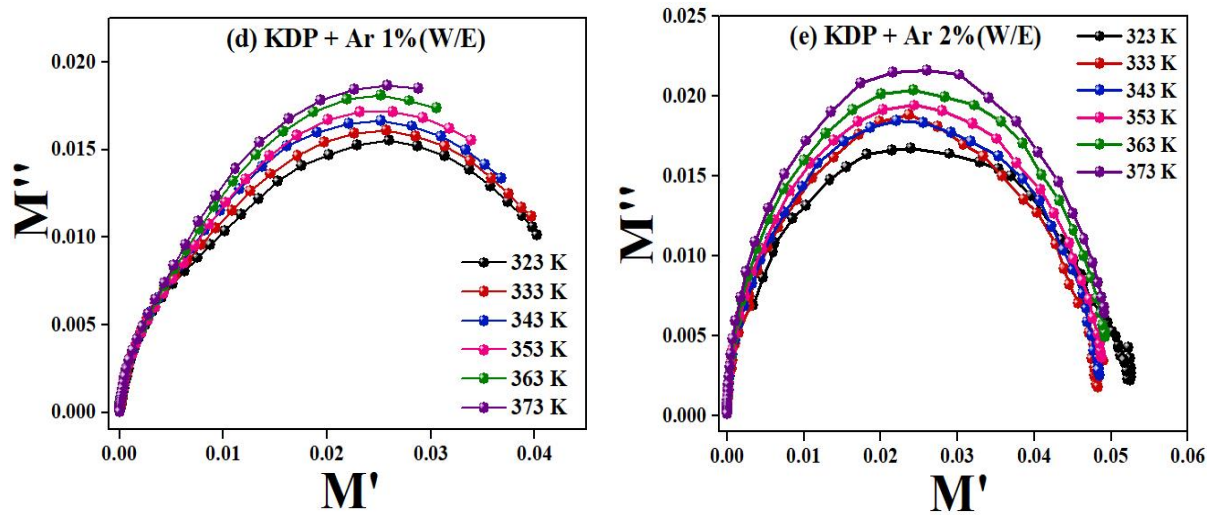 (d) KDP + Ar 1%(W/E)
0.020
0.015
0.010
0.005
0.000
M''
323 K
333 K
343 K
353 K
363 K
373 K
0.00 0.01 0.02 0.03 0.04
M'
(e) KDP + Ar 2%(W/E)
0.025
0.020
0.015
0.010
0.005
0.000
M''
323 K
333 K
343 K
353 K
363 K
373 K
0.00 0.01 0.02 0.03 0.04 0.05 0.06
M'